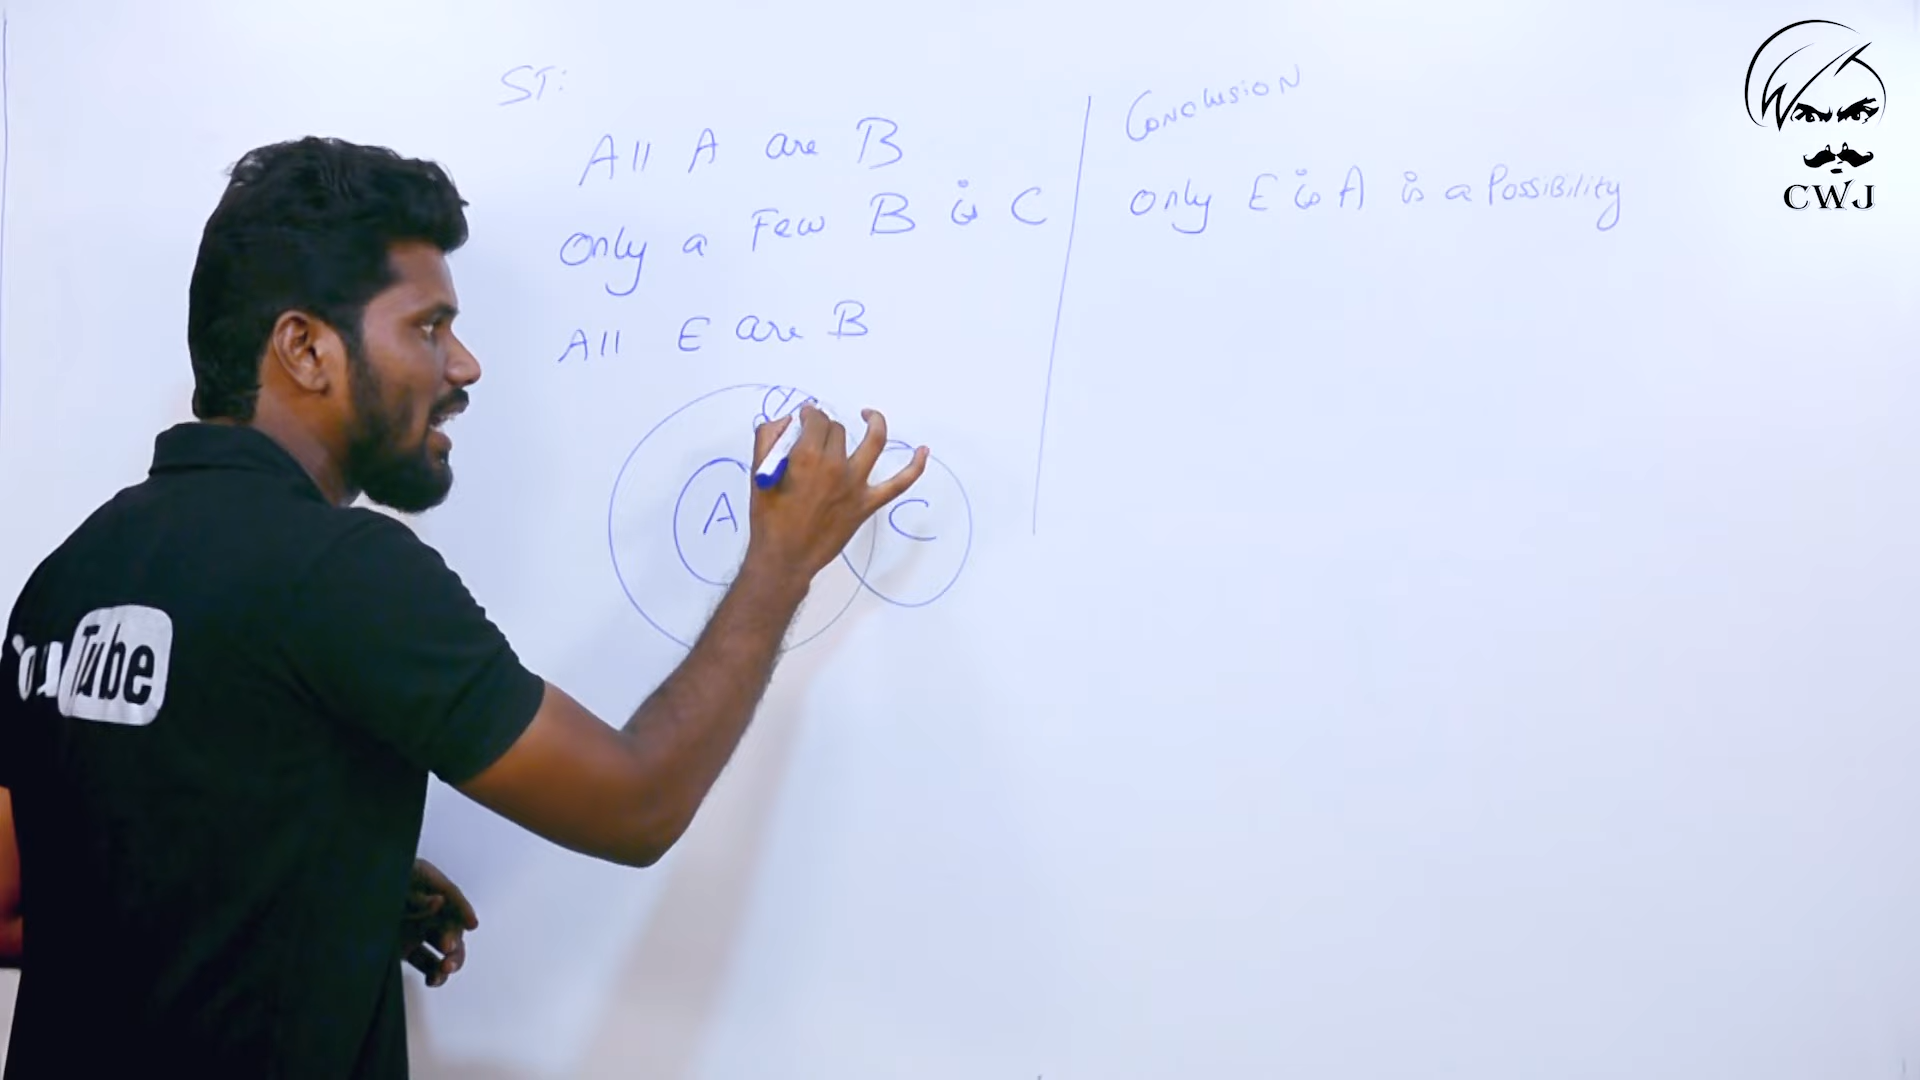 ST:
All A are B
Only a Few B is C
All E are B
A
C
Conclusion
Only E is A is a Possibility
CWJ
YouTube